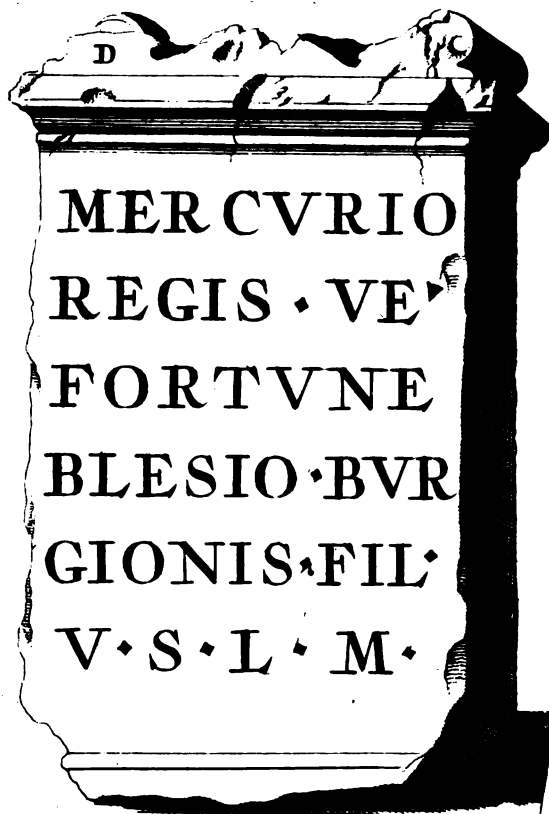 D
MERCVRIO
REGIS · VE
FORTVNE
BLESIO · BVR
GIONIS · FIL ·
V · S · L · M ·